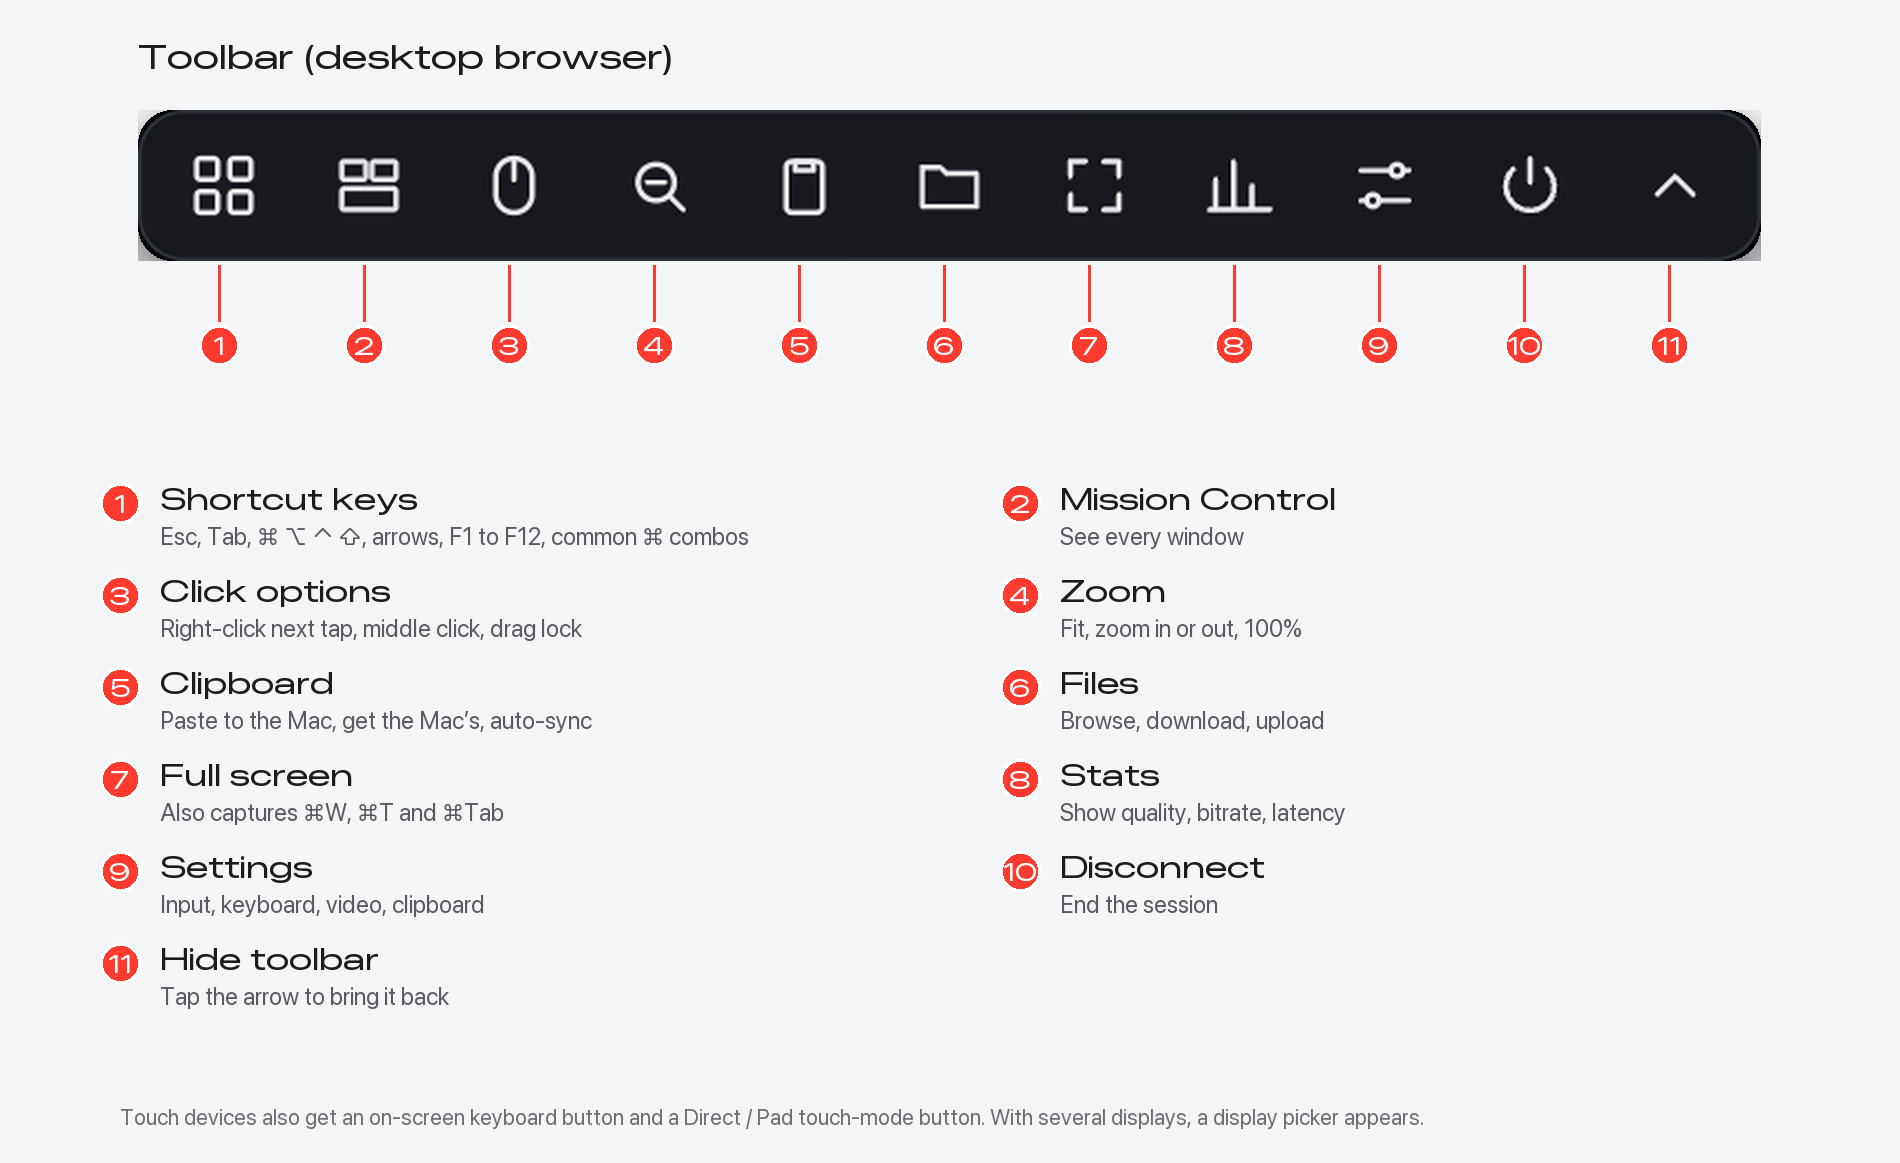 Toolbar (desktop browser)
1 2 3 4 5 6 7 8 9 10 11
1 Shortcut keys
Esc, Tab, ⌘ ⌥ ⌃ ⇧, arrows, F1 to F12, common ⌘ combos
2 Mission Control
See every window
3 Click options
Right-click next tap, middle click, drag lock
4 Zoom
Fit, zoom in or out, 100%
5 Clipboard
Paste to the Mac, get the Mac’s, auto-sync
6 Files
Browse, download, upload
7 Full screen
Also captures ⌘W, ⌘T and ⌘Tab
8 Stats
Show quality, bitrate, latency
9 Settings
Input, keyboard, video, clipboard
10 Disconnect
End the session
11 Hide toolbar
Tap the arrow to bring it back
Touch devices also get an on-screen keyboard button and a Direct / Pad touch-mode button. With several displays, a display picker appears.